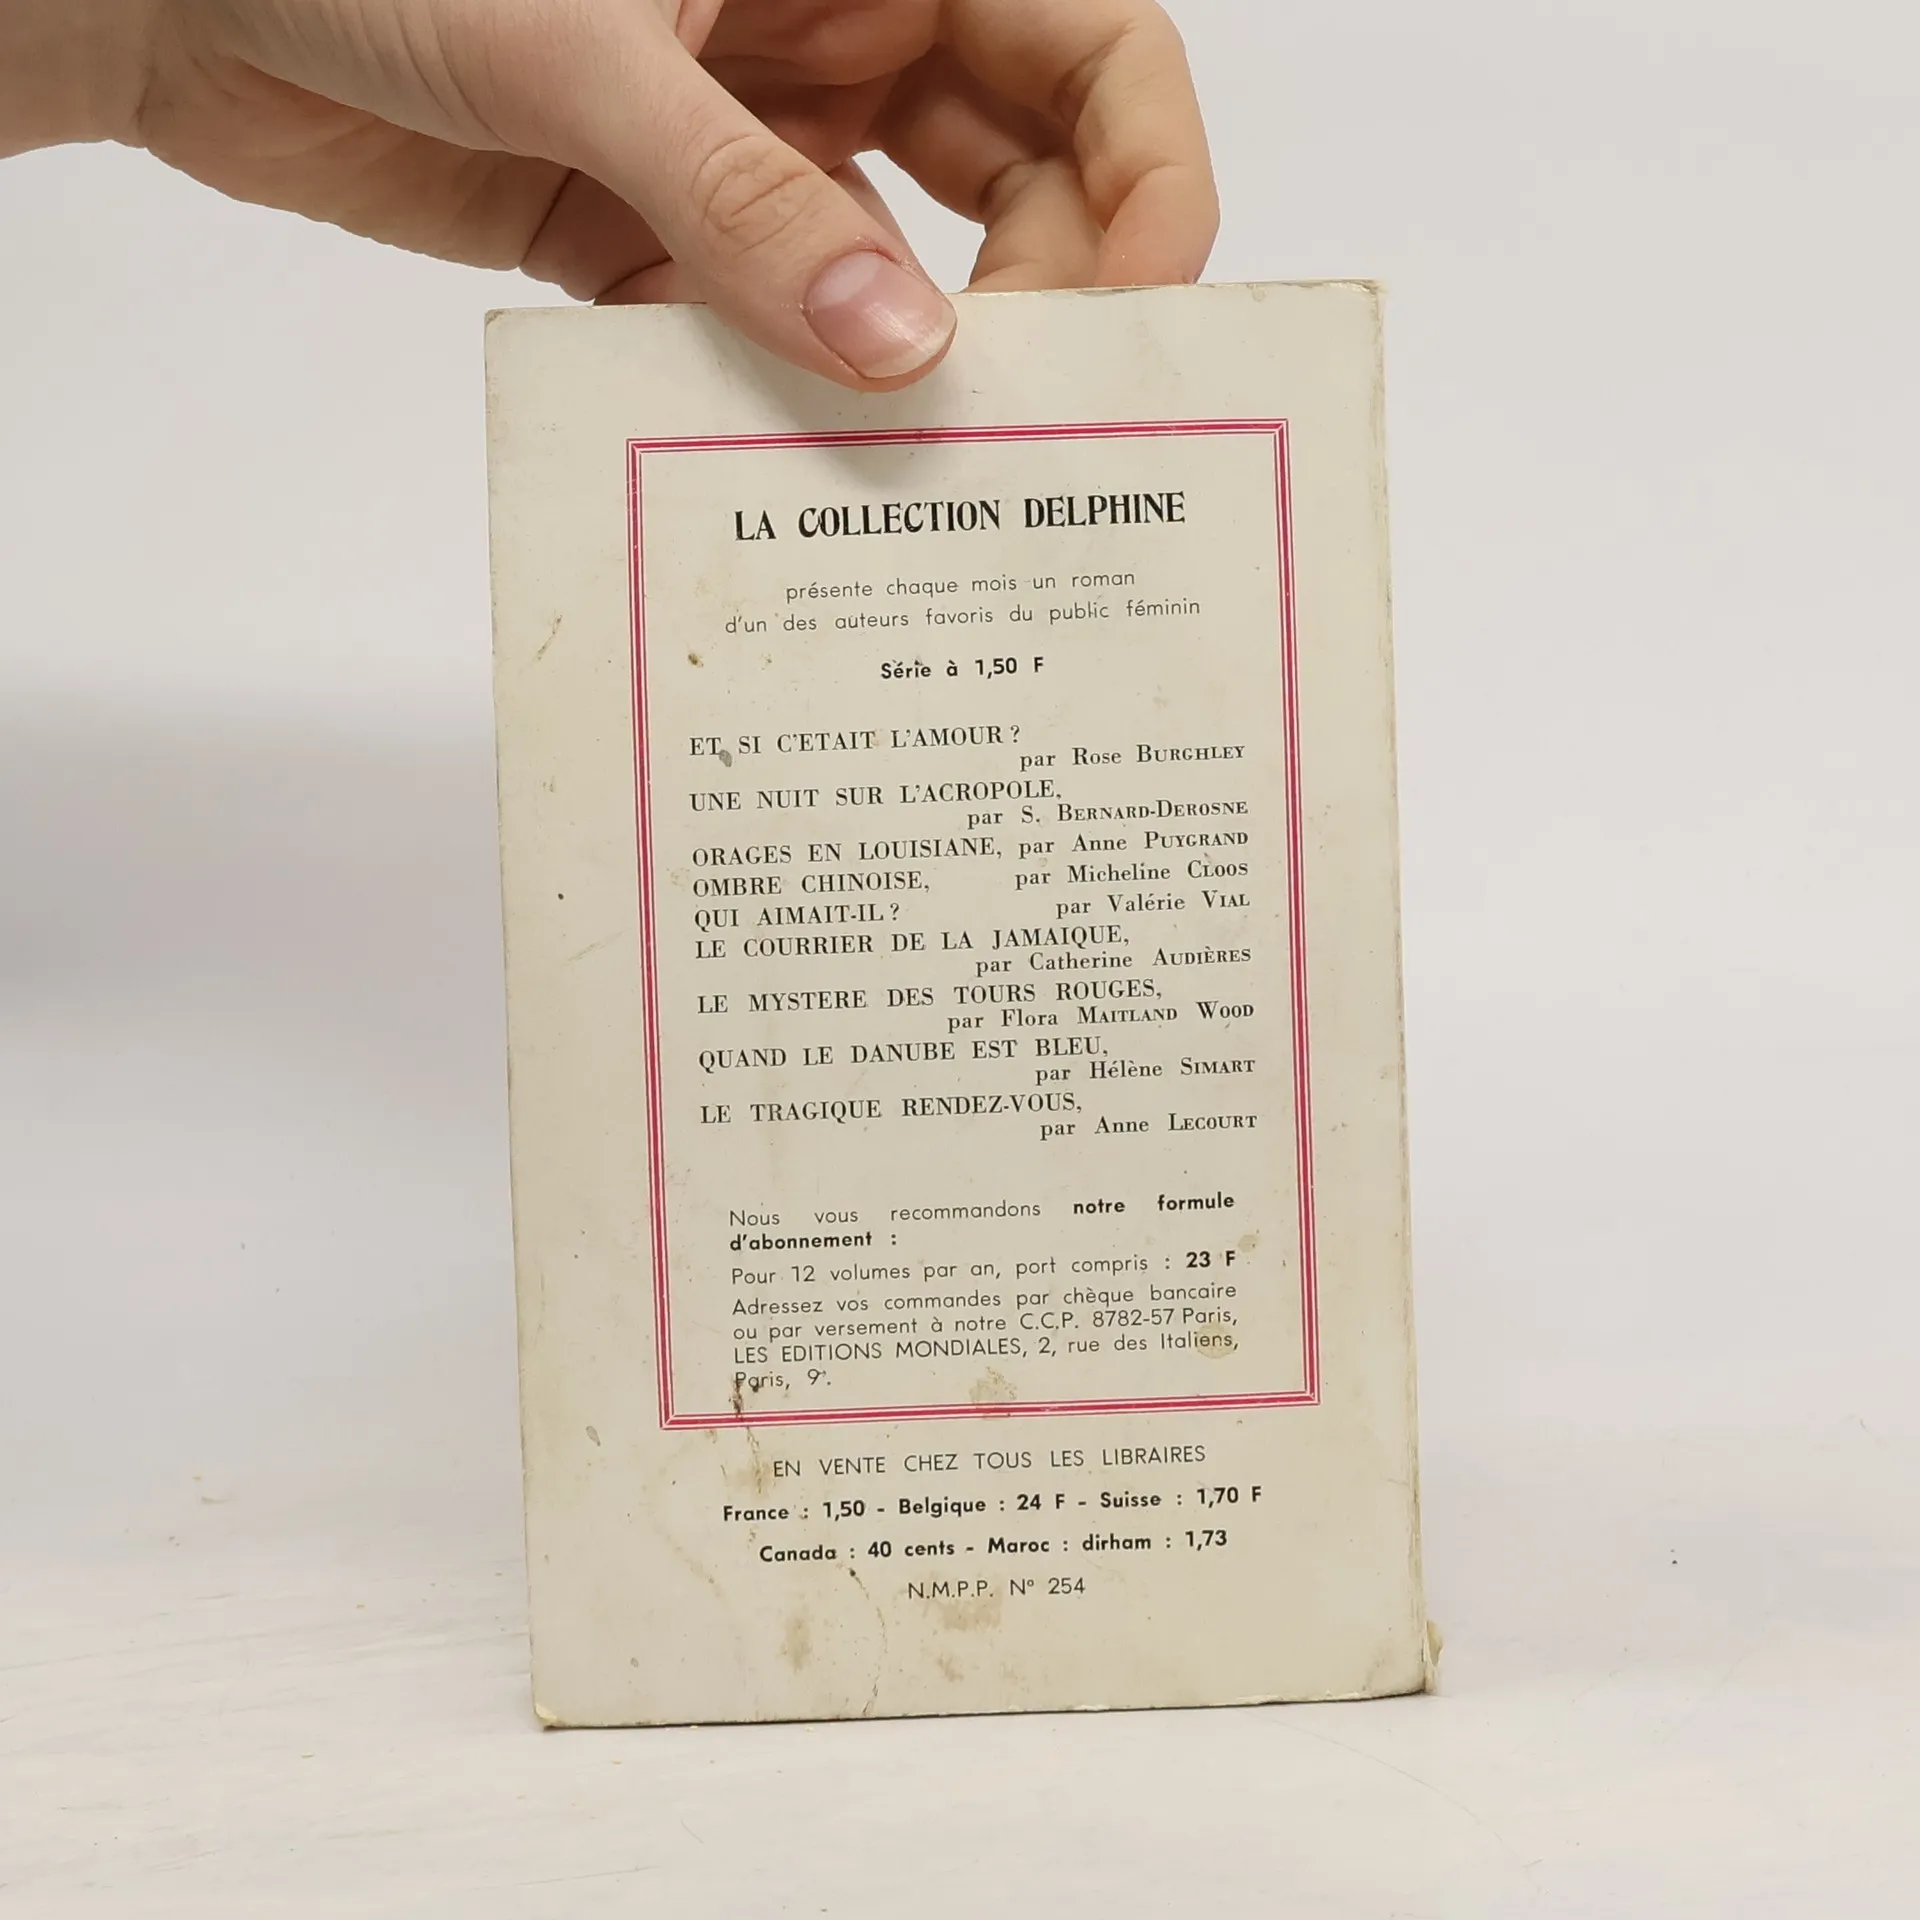 LA COLLECTION DELPHINE
présente chaque mois un roman
d'un des auteurs favoris du public féminin
Série à 1,50 F
ET SI C'ETAIT L'AMOUR ?
par Rose BURGHLEY
UNE NUIT SUR L'ACROPOLE,
par S. BERNARD-DEROSNE
ORAGES EN LOUISIANE, par Anne PUYGRAND
OMBRE CHINOISE, par Micheline CLOOS
QUI AIMAIT-IL ? par Valérie VIAL
LE COURRIER DE LA JAMAIQUE,
par Catherine AUDIÈRES
LE MYSTERE DES TOURS ROUGES,
par Flora MAITLAND WOOD
QUAND LE DANUBE EST BLEU,
par Hélène SIMART
LE TRAGIQUE RENDEZ-VOUS,
par Anne LECOURT
Nous vous recommandons notre formule
d'abonnement :
Pour 12 volumes par an, port compris : 23 F
Adressez vos commandes par chèque bancaire
ou par versement à notre C.C.P. 8782-57 Paris,
LES EDITIONS MONDIALES, 2, rue des Italiens,
Paris, 9e.
EN VENTE CHEZ TOUS LES LIBRAIRES
France : 1,50 - Belgique : 24 F - Suisse : 1,70 F
Canada : 40 cents - Maroc : dirham : 1,73
N.M.P.P. N° 254